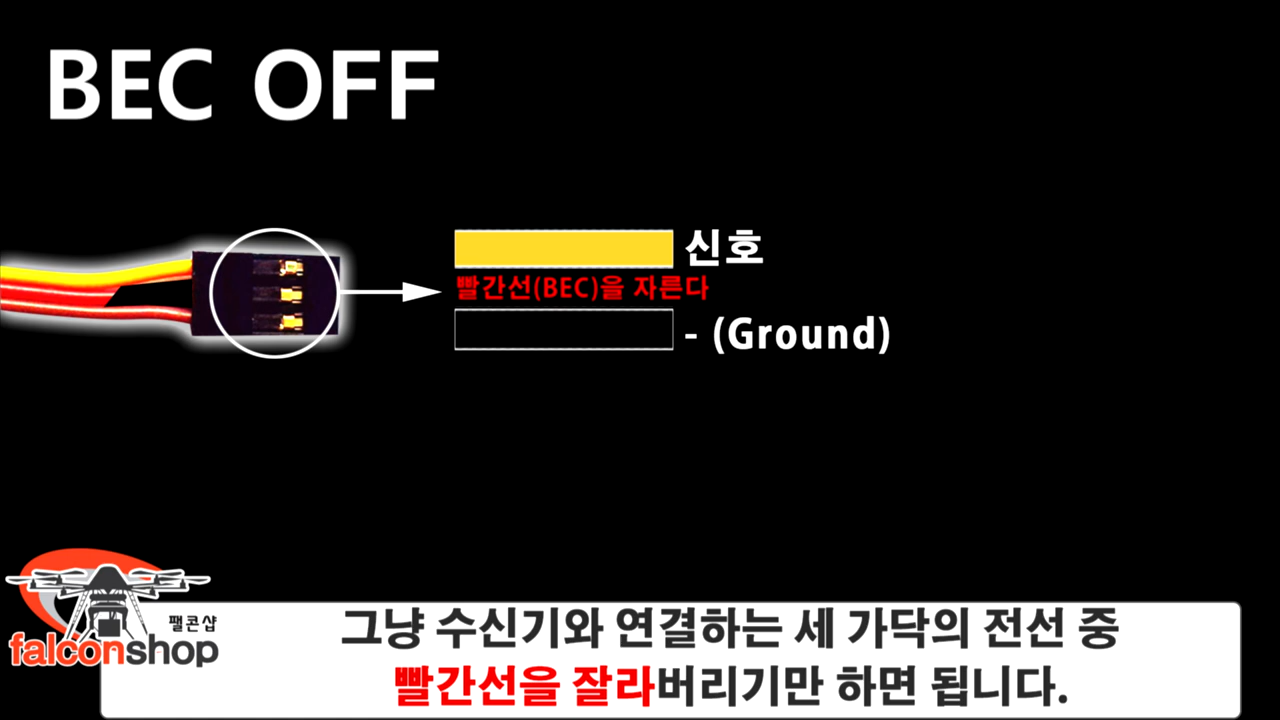 BEC OFF
신호
빨간선(BEC)을 자른다
- (Ground)
팰콘샵
falconshop
그냥 수신기와 연결하는 세 가닥의 전선 중
빨간선을 잘라버리기만 하면 됩니다.